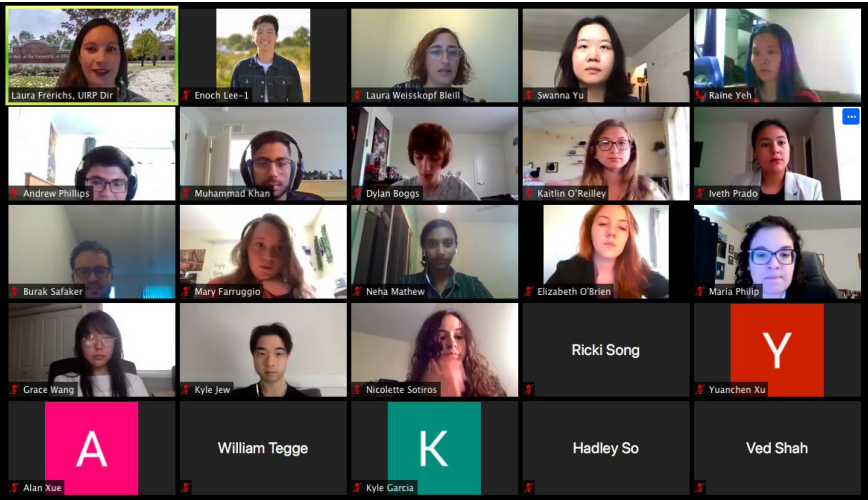 Laura Frerichs, UIRP Dir
Enoch Lee-1
Laura Weisskopf Bleill
Swanna Yu
Raine Yeh
Andrew Phillips
Muhammad Khan
Dylan Boggs
Kaitlin O'Reilley
Iveth Prado
Burak Safaker
Mary Farruggio
Neha Mathew
Elizabeth O'Brien
Maria Philip
Grace Wang
Kyle Jew
Nicolette Sotiros
Ricki Song
Y
Yuanchen Xu
A
Alan Xue
William Tegge
K
Kyle Garcia
Hadley So
Ved Shah